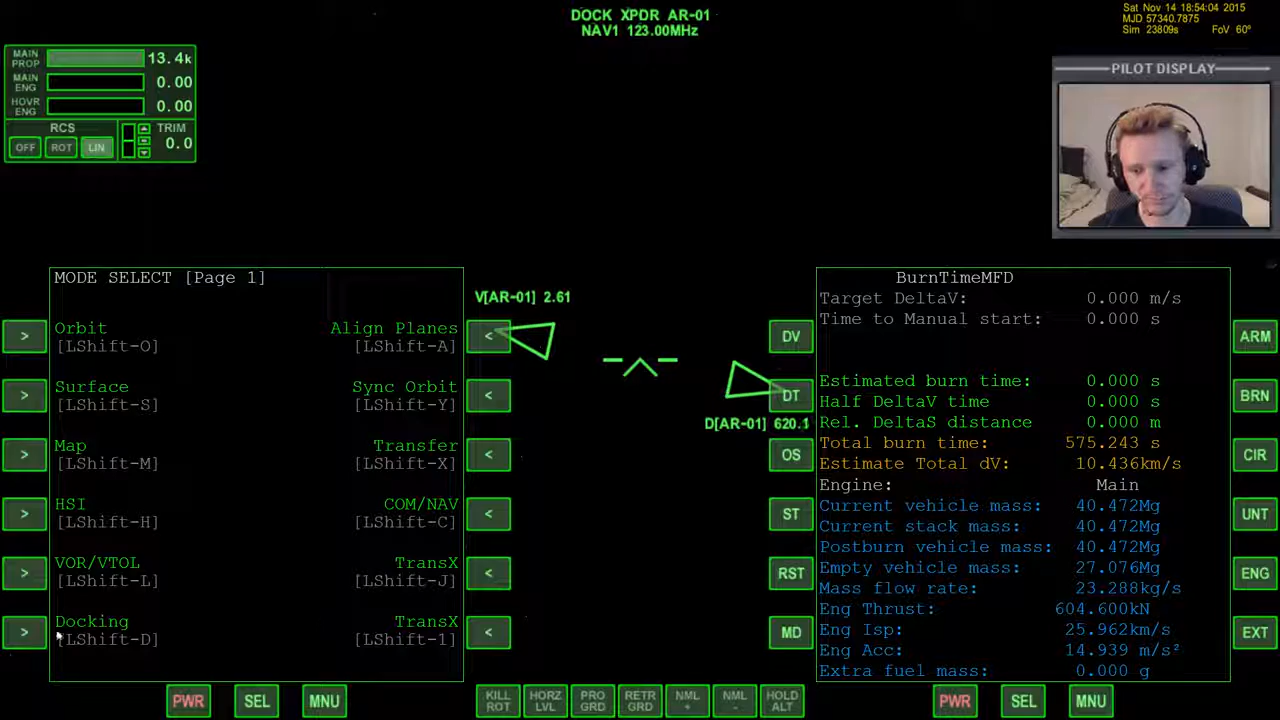 DOCK XPDR AR-01
NAV1 123.00MHz
Sat Nov 14 18:54:04 2015
MJD 57340.7875
Sim 23809s FoV 60°
MAIN PROP 13.4k
MAIN ENG 0.00
HOVR ENG 0.00
RCS TRIM
OFF ROT LIN 0.0
PILOT DISPLAY
MODE SELECT [Page 1]
> Orbit Align Planes <
[LShift-O] [LShift-A]
> Surface Sync Orbit <
[LShift-S] [LShift-Y]
> Map Transfer <
[LShift-M] [LShift-X]
> HSI COM/NAV <
[LShift-H] [LShift-C]
> VOR/VTOL TransX <
[LShift-L] [LShift-J]
> Docking TransX <
[LShift-D] [LShift-1]
PWR SEL MNU
V[AR-01] 2.61
D[AR-01] 620.1
KILL ROT HORZ LVL PRO GRD RETR GRD NML + NML - HOLD ALT
BurnTimeMFD
Target DeltaV: 0.000 m/s
Time to Manual start: 0.000 s
Estimated burn time: 0.000 s
Half DeltaV time 0.000 s
Rel. DeltaS distance 0.000 m
Total burn time: 575.243 s
Estimate Total dV: 10.436km/s
Engine: Main
Current vehicle mass: 40.472Mg
Current stack mass: 40.472Mg
Postburn vehicle mass: 40.472Mg
Empty vehicle mass: 27.076Mg
Mass flow rate: 23.288kg/s
Eng Thrust: 604.600kN
Eng Isp: 25.962km/s
Eng Acc: 14.939 m/s²
Extra fuel mass: 0.000 g
DV
DT
OS
ST
RST
MD
ARM
BRN
CIR
UNT
ENG
EXT
PWR SEL MNU